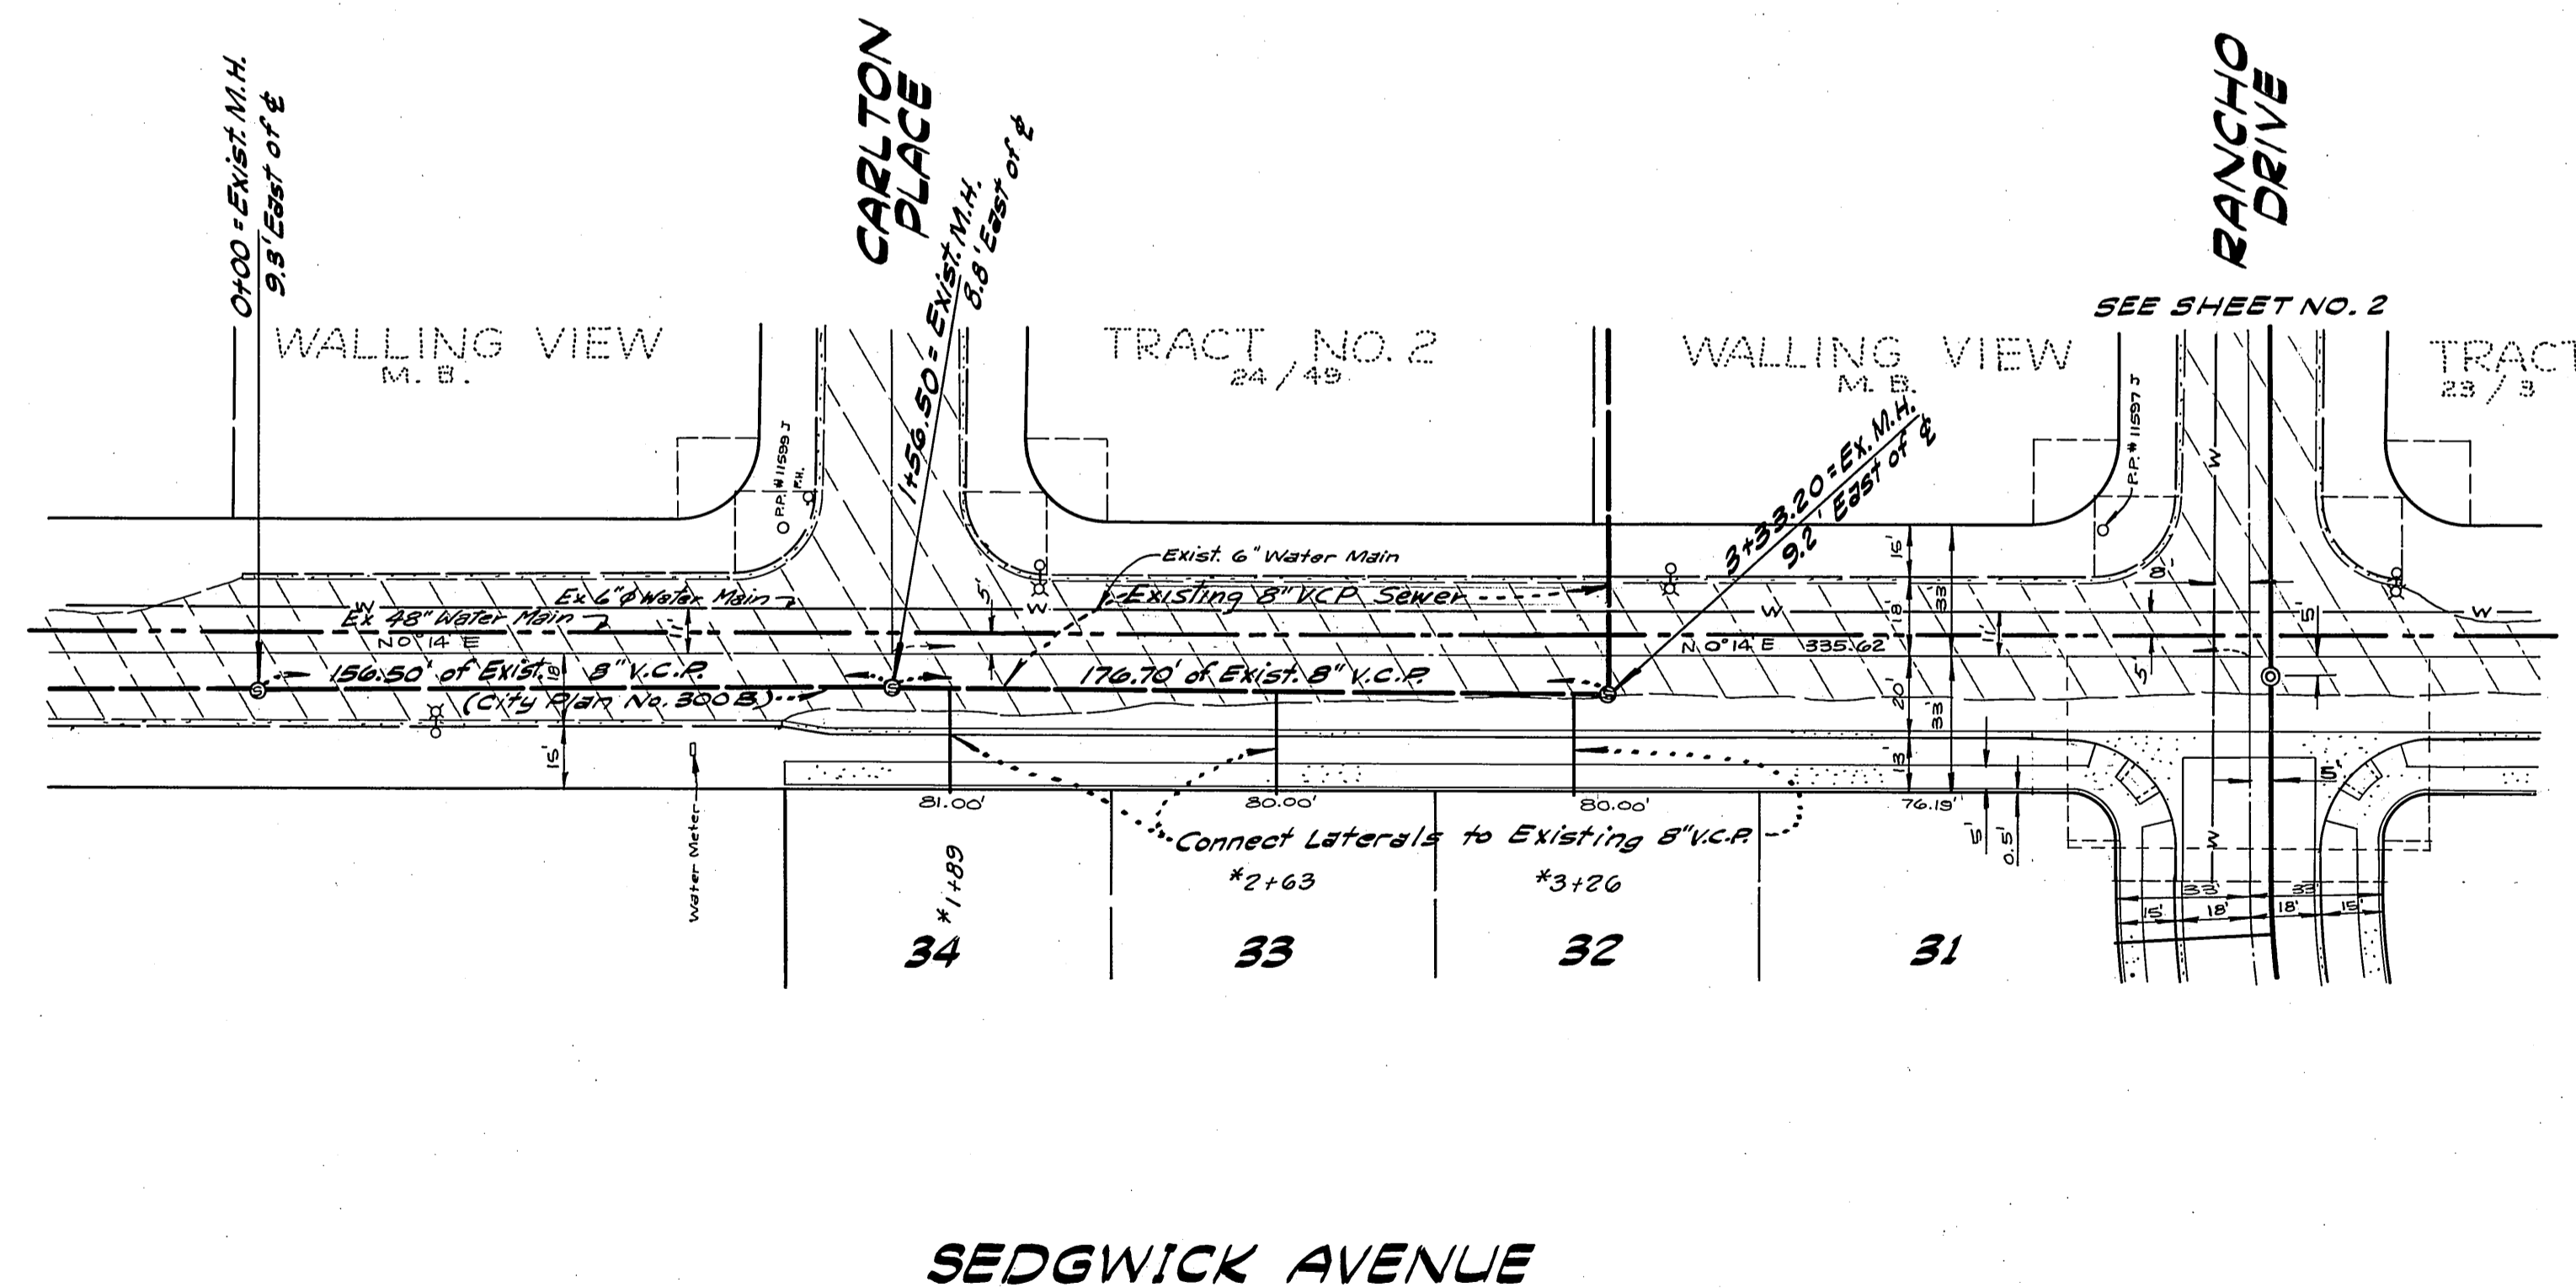 0+00 = Exist. M.H.
9.3' East of ℄
CARLTON
PLACE
1+56.50 = Exist. M.H.
8.8' East of ℄
RANCHO
DRIVE
SEE SHEET NO. 2
WALLING VIEW
M. B.
TRACT NO. 2
24 / 49
WALLING VIEW
M. B.
TRACT
23 / 3
3+33.20 = Ex. M.H.
9.2' East of ℄
P.P. # 11599 J
F.H.
P.P. # 11597 J
W
Exist. 6" Water Main
Existing 8" V.C.P. Sewer
Ex 6"φ Water Main
W
Ex 48" Water Main
11'
5'
W
W
W
15'
18'
33'
11'
8'
5'
5'
N 0° 14' E
N 0° 14' E 335.62
156.50' of Exist. 8" V.C.P.
18'
(City Plan No. 300 B)
176.70' of Exist. 8" V.C.P.
S
S
S
20'
33'
13'
15'
5'
Water Meter
81.00'
80.00'
80.00'
76.19'
5'
0.5'
W
Connect Laterals to Existing 8" V.C.P.
*1+89
*2+63
*3+26
33'
33'
15'
18'
18'
15'
34
33
32
31
SEDGWICK AVENUE